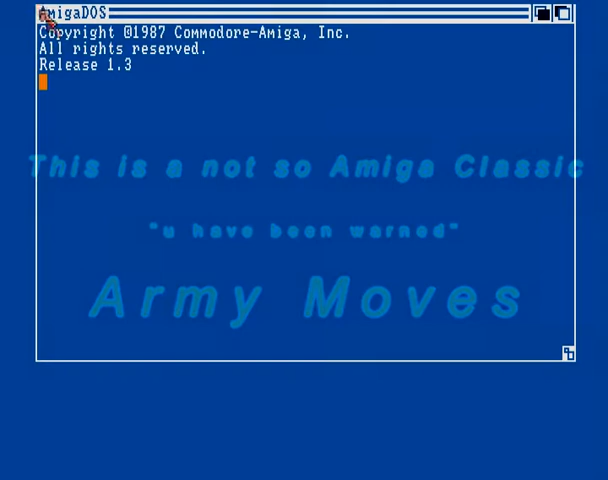 AmigaDOS
Copyright @1987 Commodore-Amiga, Inc.
All rights reserved.
Release 1.3
This is a not so Amiga Classic
"u have been warned"
Army Moves